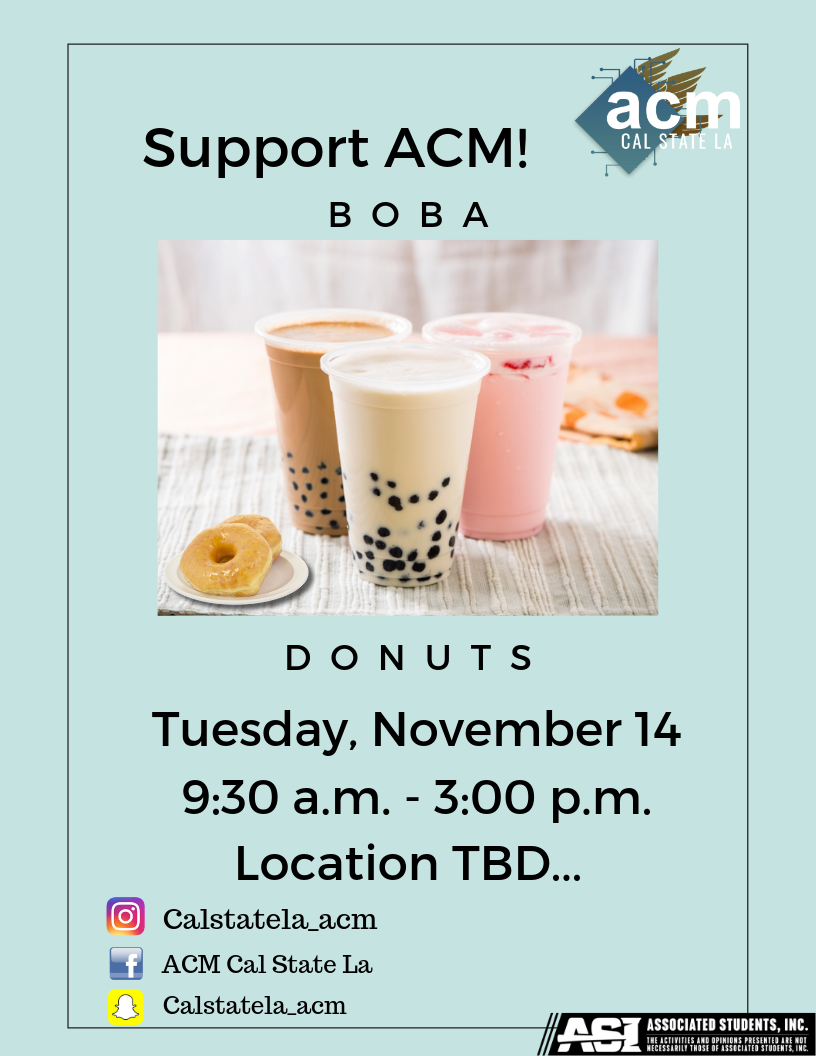 acm
CAL STATE LA
Support ACM!
BOBA
DONUTS
Tuesday, November 14
9:30 a.m. - 3:00 p.m.
Location TBD...
Calstatela_acm
ACM Cal State La
Calstatela_acm
ASI
ASSOCIATED STUDENTS, INC.
THE ACTIVITIES AND OPINIONS PRESENTED ARE NOT
NECESSARILY THOSE OF ASSOCIATED STUDENTS, INC.